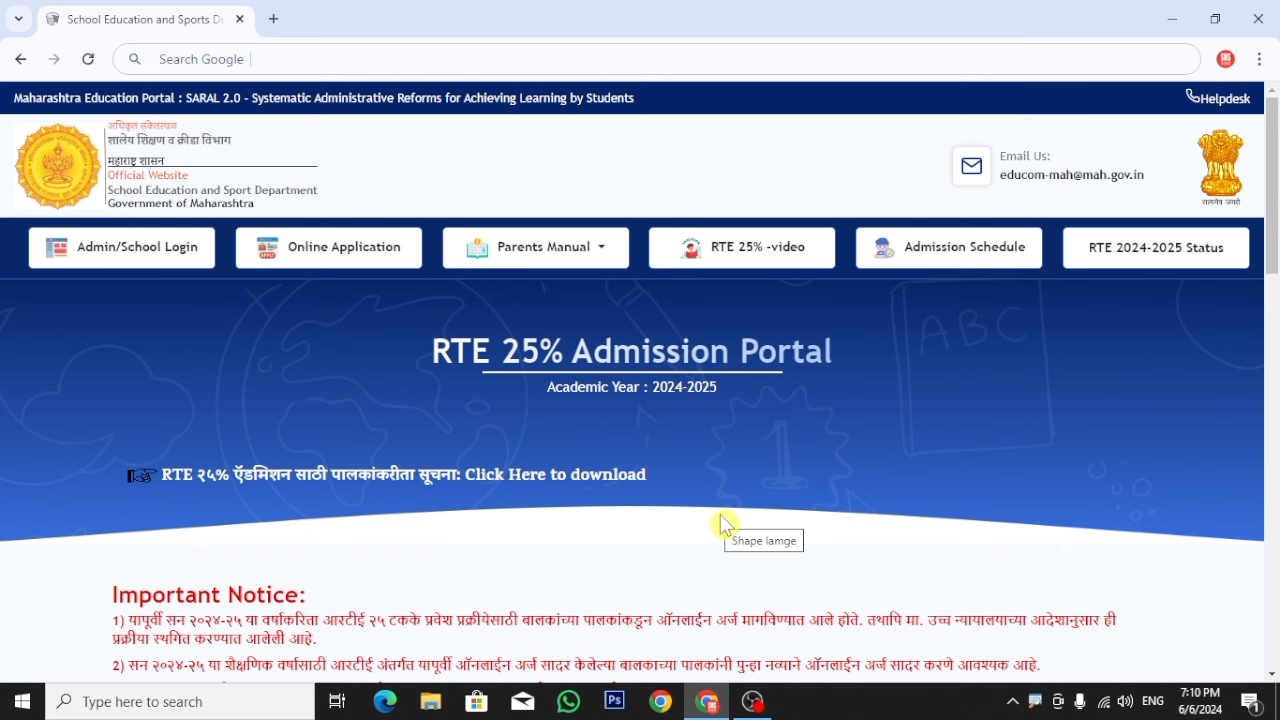 School Education and Sports De
Search Google
Maharashtra Education Portal : SARAL 2.0 - Systematic Administrative Reforms for Achieving Learning by Students
Helpdesk
अधिकृत संकेतस्थळ
शालेय शिक्षण व क्रीडा विभाग
महाराष्ट्र शासन
Official Website
School Education and Sport Department
Government of Maharashtra
Email Us:
educom-mah@mah.gov.in
सत्यमेव जयते
Admin/School Login
Online Application
Parents Manual
RTE 25% -video
Admission Schedule
RTE 2024-2025 Status
RTE 25% Admission Portal
Academic Year : 2024-2025
RTE २५% ऍडमिशन साठी पालकांकरीता सूचना: Click Here to download
Shape Iamge
Important Notice:
1) यापूर्वी सन २०२४-२५ या वर्षाकरिता आरटीई २५ टक्के प्रवेश प्रक्रीयेसाठी बालकांच्या पालकांकडून ऑनलाईन अर्ज मागविण्यात आले होते. तथापि मा. उच्च न्यायालयाच्या आदेशानुसार ही
प्रक्रीया स्थगित करण्यात आलेली आहे.
2) सन २०२४-२५ या शैक्षणिक वर्षासाठी आरटीई अंतर्गत यापूर्वी ऑनलाईन अर्ज सादर केलेल्या बालकाच्या पालकांनी पुन्हा नव्याने ऑनलाईन अर्ज सादर करणे आवश्यक आहे.
Type here to search
Ps
ENG
7:10 PM
6/6/2024
1